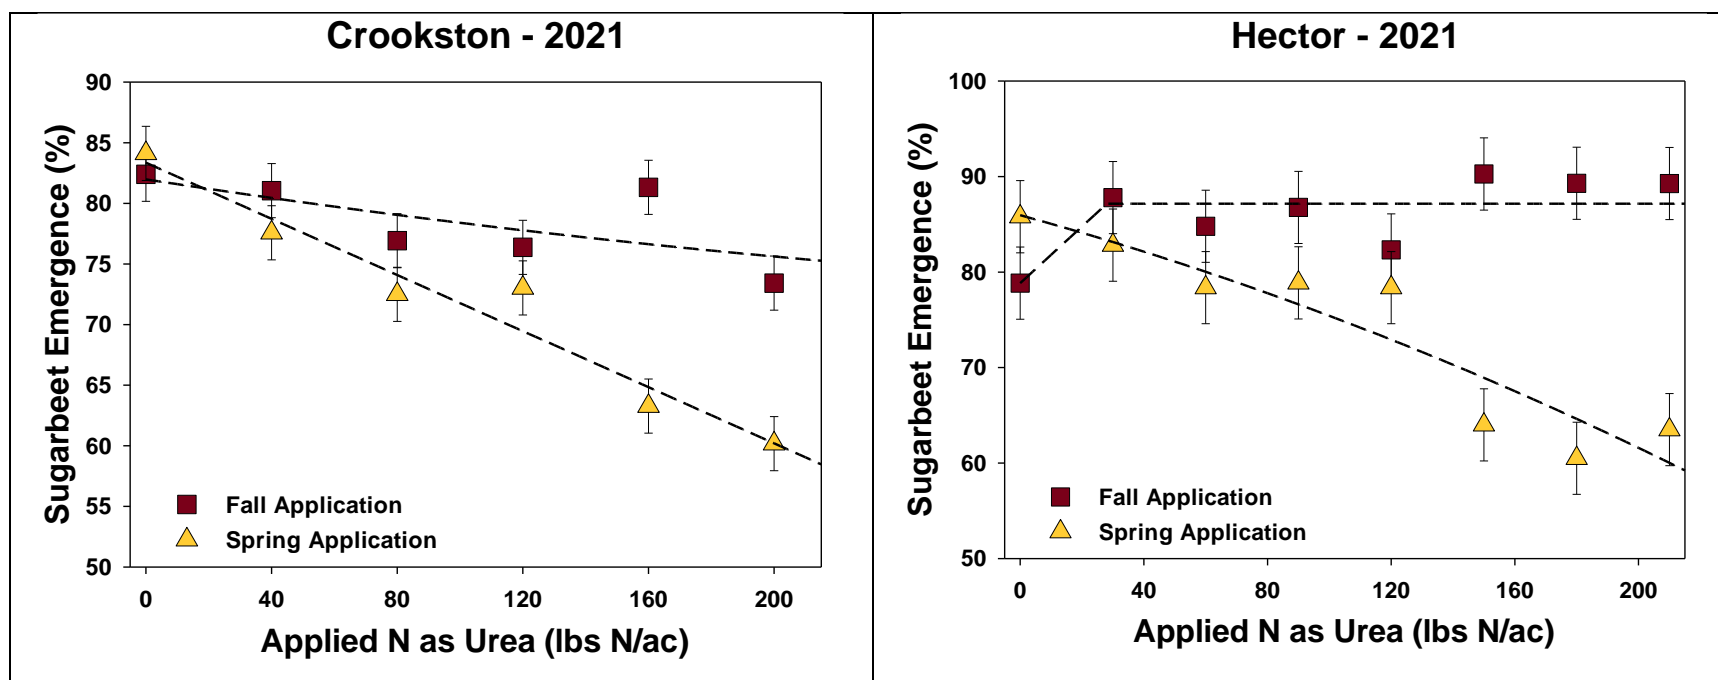 Crookston - 2021
Sugarbeet Emergence (%)
90
85
80
75
70
65
60
55
50
0 40 80 120 160 200
Applied N as Urea (lbs N/ac)
Fall Application
Spring Application
Hector - 2021
Sugarbeet Emergence (%)
100
90
80
70
60
50
0 40 80 120 160 200
Applied N as Urea (lbs N/ac)
Fall Application
Spring Application